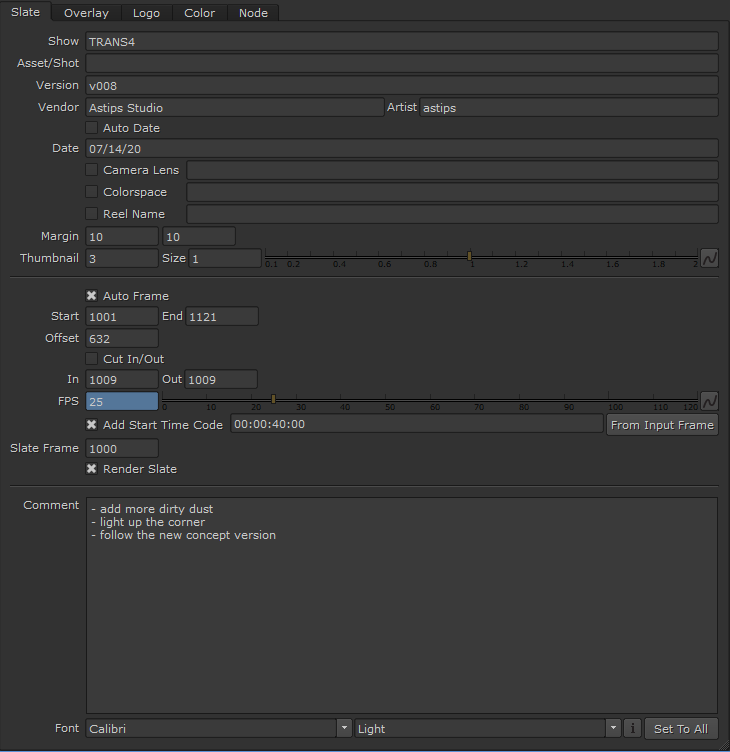 Slate Overlay Logo Color Node
Show TRANS4
Asset/Shot
Version v008
Vendor Astips Studio Artist astips
Auto Date
Date 07/14/20
Camera Lens
Colorspace
Reel Name
Margin 10 10
Thumbnail 3 Size 1 0.1 0.2 0.4 0.6 0.8 1 1.2 1.4 1.6 1.8 2
Auto Frame
Start 1001 End 1121
Offset 632
Cut In/Out
In 1009 Out 1009
FPS 25 0 10 20 30 40 50 60 70 80 90 100 110 120
Add Start Time Code 00:00:40:00 From Input Frame
Slate Frame 1000
Render Slate
Comment - add more dirty dust
- light up the corner
- follow the new concept version
Font Calibri Light i Set To All